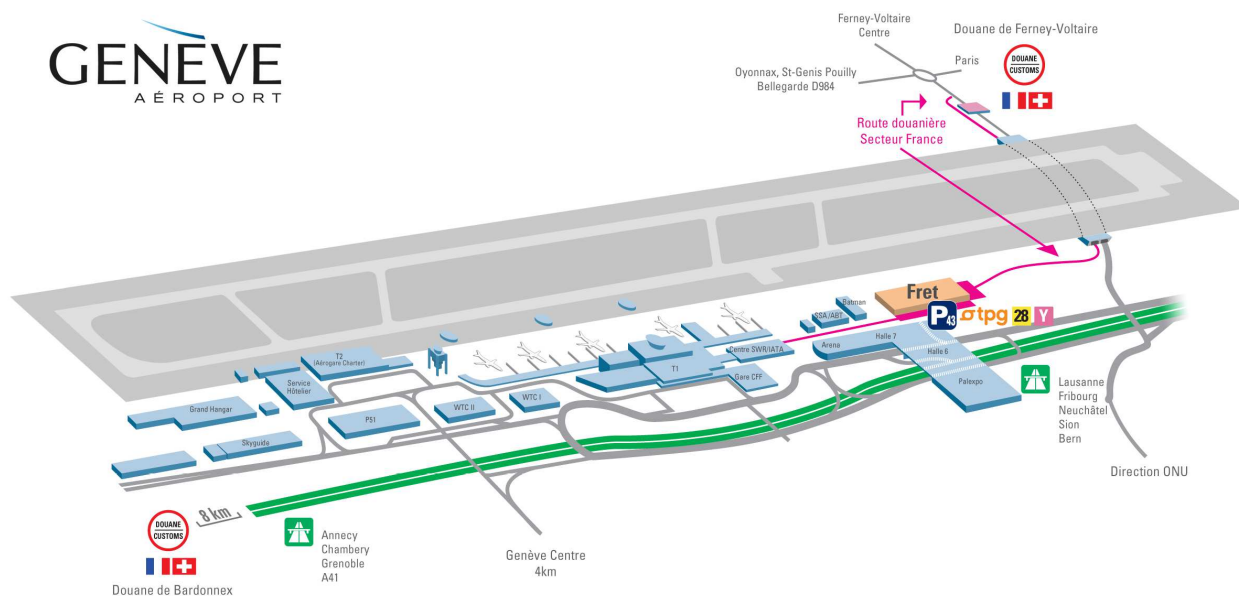 GENÈVE
AÉROPORT
Ferney-Voltaire
Centre
Douane de Ferney-Voltaire
Oyonnax, St-Genis Pouilly
Bellegarde D984
Paris
DOUANE
CUSTOMS
Route douanière
Secteur France
Fret
P43
tpg
28
Y
Batman
SSA/ABT
Arena
Halle 7
Halle 6
Palexpo
Centre SWR/IATA
T1
Gare CFF
T2
(Aérogare Charter)
Service
Hôtelier
Grand Hangar
Skyguide
P51
WTC II
WTC I
Lausanne
Fribourg
Neuchâtel
Sion
Bern
Direction ONU
8 km
DOUANE
CUSTOMS
Douane de Bardonnex
Annecy
Chambery
Grenoble
A41
Genève Centre
4km